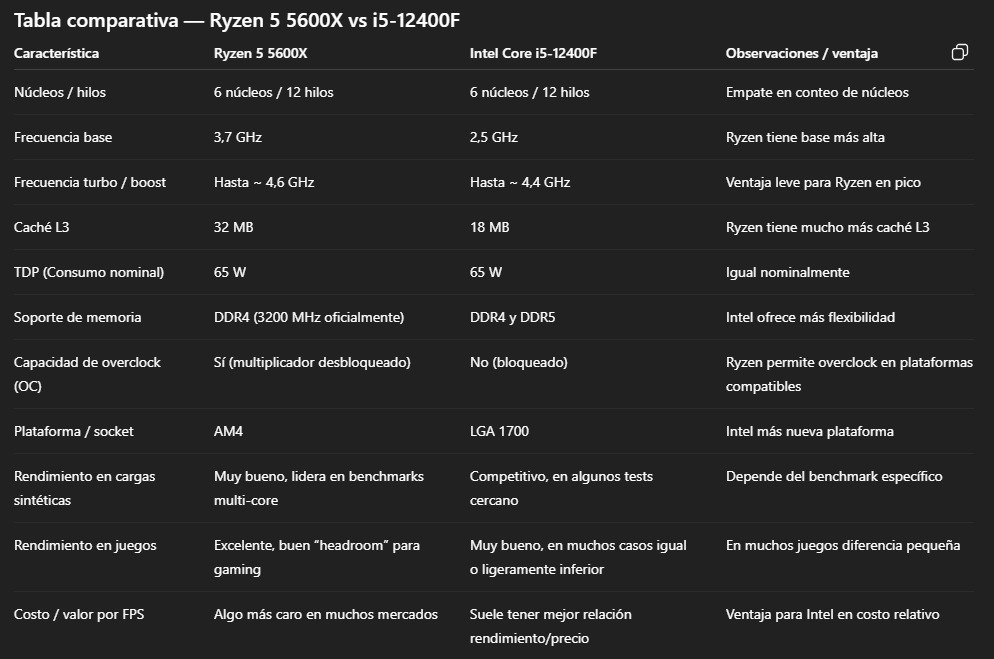 Tabla comparativa — Ryzen 5 5600X vs i5-12400F
Característica Ryzen 5 5600X Intel Core i5-12400F Observaciones / ventaja
Núcleos / hilos 6 núcleos / 12 hilos 6 núcleos / 12 hilos Empate en conteo de núcleos
Frecuencia base 3,7 GHz 2,5 GHz Ryzen tiene base más alta
Frecuencia turbo / boost Hasta ~ 4,6 GHz Hasta ~ 4,4 GHz Ventaja leve para Ryzen en pico
Caché L3 32 MB 18 MB Ryzen tiene mucho más caché L3
TDP (Consumo nominal) 65 W 65 W Igual nominalmente
Soporte de memoria DDR4 (3200 MHz oficialmente) DDR4 y DDR5 Intel ofrece más flexibilidad
Capacidad de overclock Sí (multiplicador desbloqueado) No (bloqueado) Ryzen permite overclock en plataformas
(OC) compatibles
Plataforma / socket AM4 LGA 1700 Intel más nueva plataforma
Rendimiento en cargas Muy bueno, lidera en benchmarks Competitivo, en algunos tests Depende del benchmark específico
sintéticas multi-core cercano
Rendimiento en juegos Excelente, buen “headroom” para Muy bueno, en muchos casos igual En muchos juegos diferencia pequeña
gaming o ligeramente inferior
Costo / valor por FPS Algo más caro en muchos mercados Suele tener mejor relación Ventaja para Intel en costo relativo
rendimiento/precio